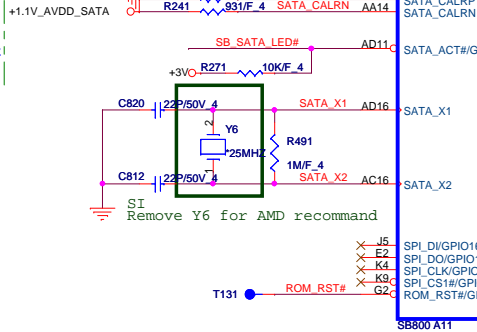 SATA_CALRP
+1.1V_AVDD_SATA
R241
931/F_4
SATA_CALRN
AA14
SATA_CALRN
SB_SATA_LED#
AD11
SATA_ACT#/G
+3V
R271
10K/F_4
C820
22P/50V_4
SATA_X1
AD16
SATA_X1
2
Y6
*25MHZ
R491
1
1M/F_4
C812
22P/50V_4
SATA_X2
AC16
SATA_X2
SI
Remove Y6 for AMD recommand
J5
SPI_DI/GPIO16
E2
SPI_DO/GPIO1
K4
SPI_CLK/GPIO
K9
SPI_CS1#/GPI
T131
ROM_RST#
G2
ROM_RST#/GI
SB800 A11